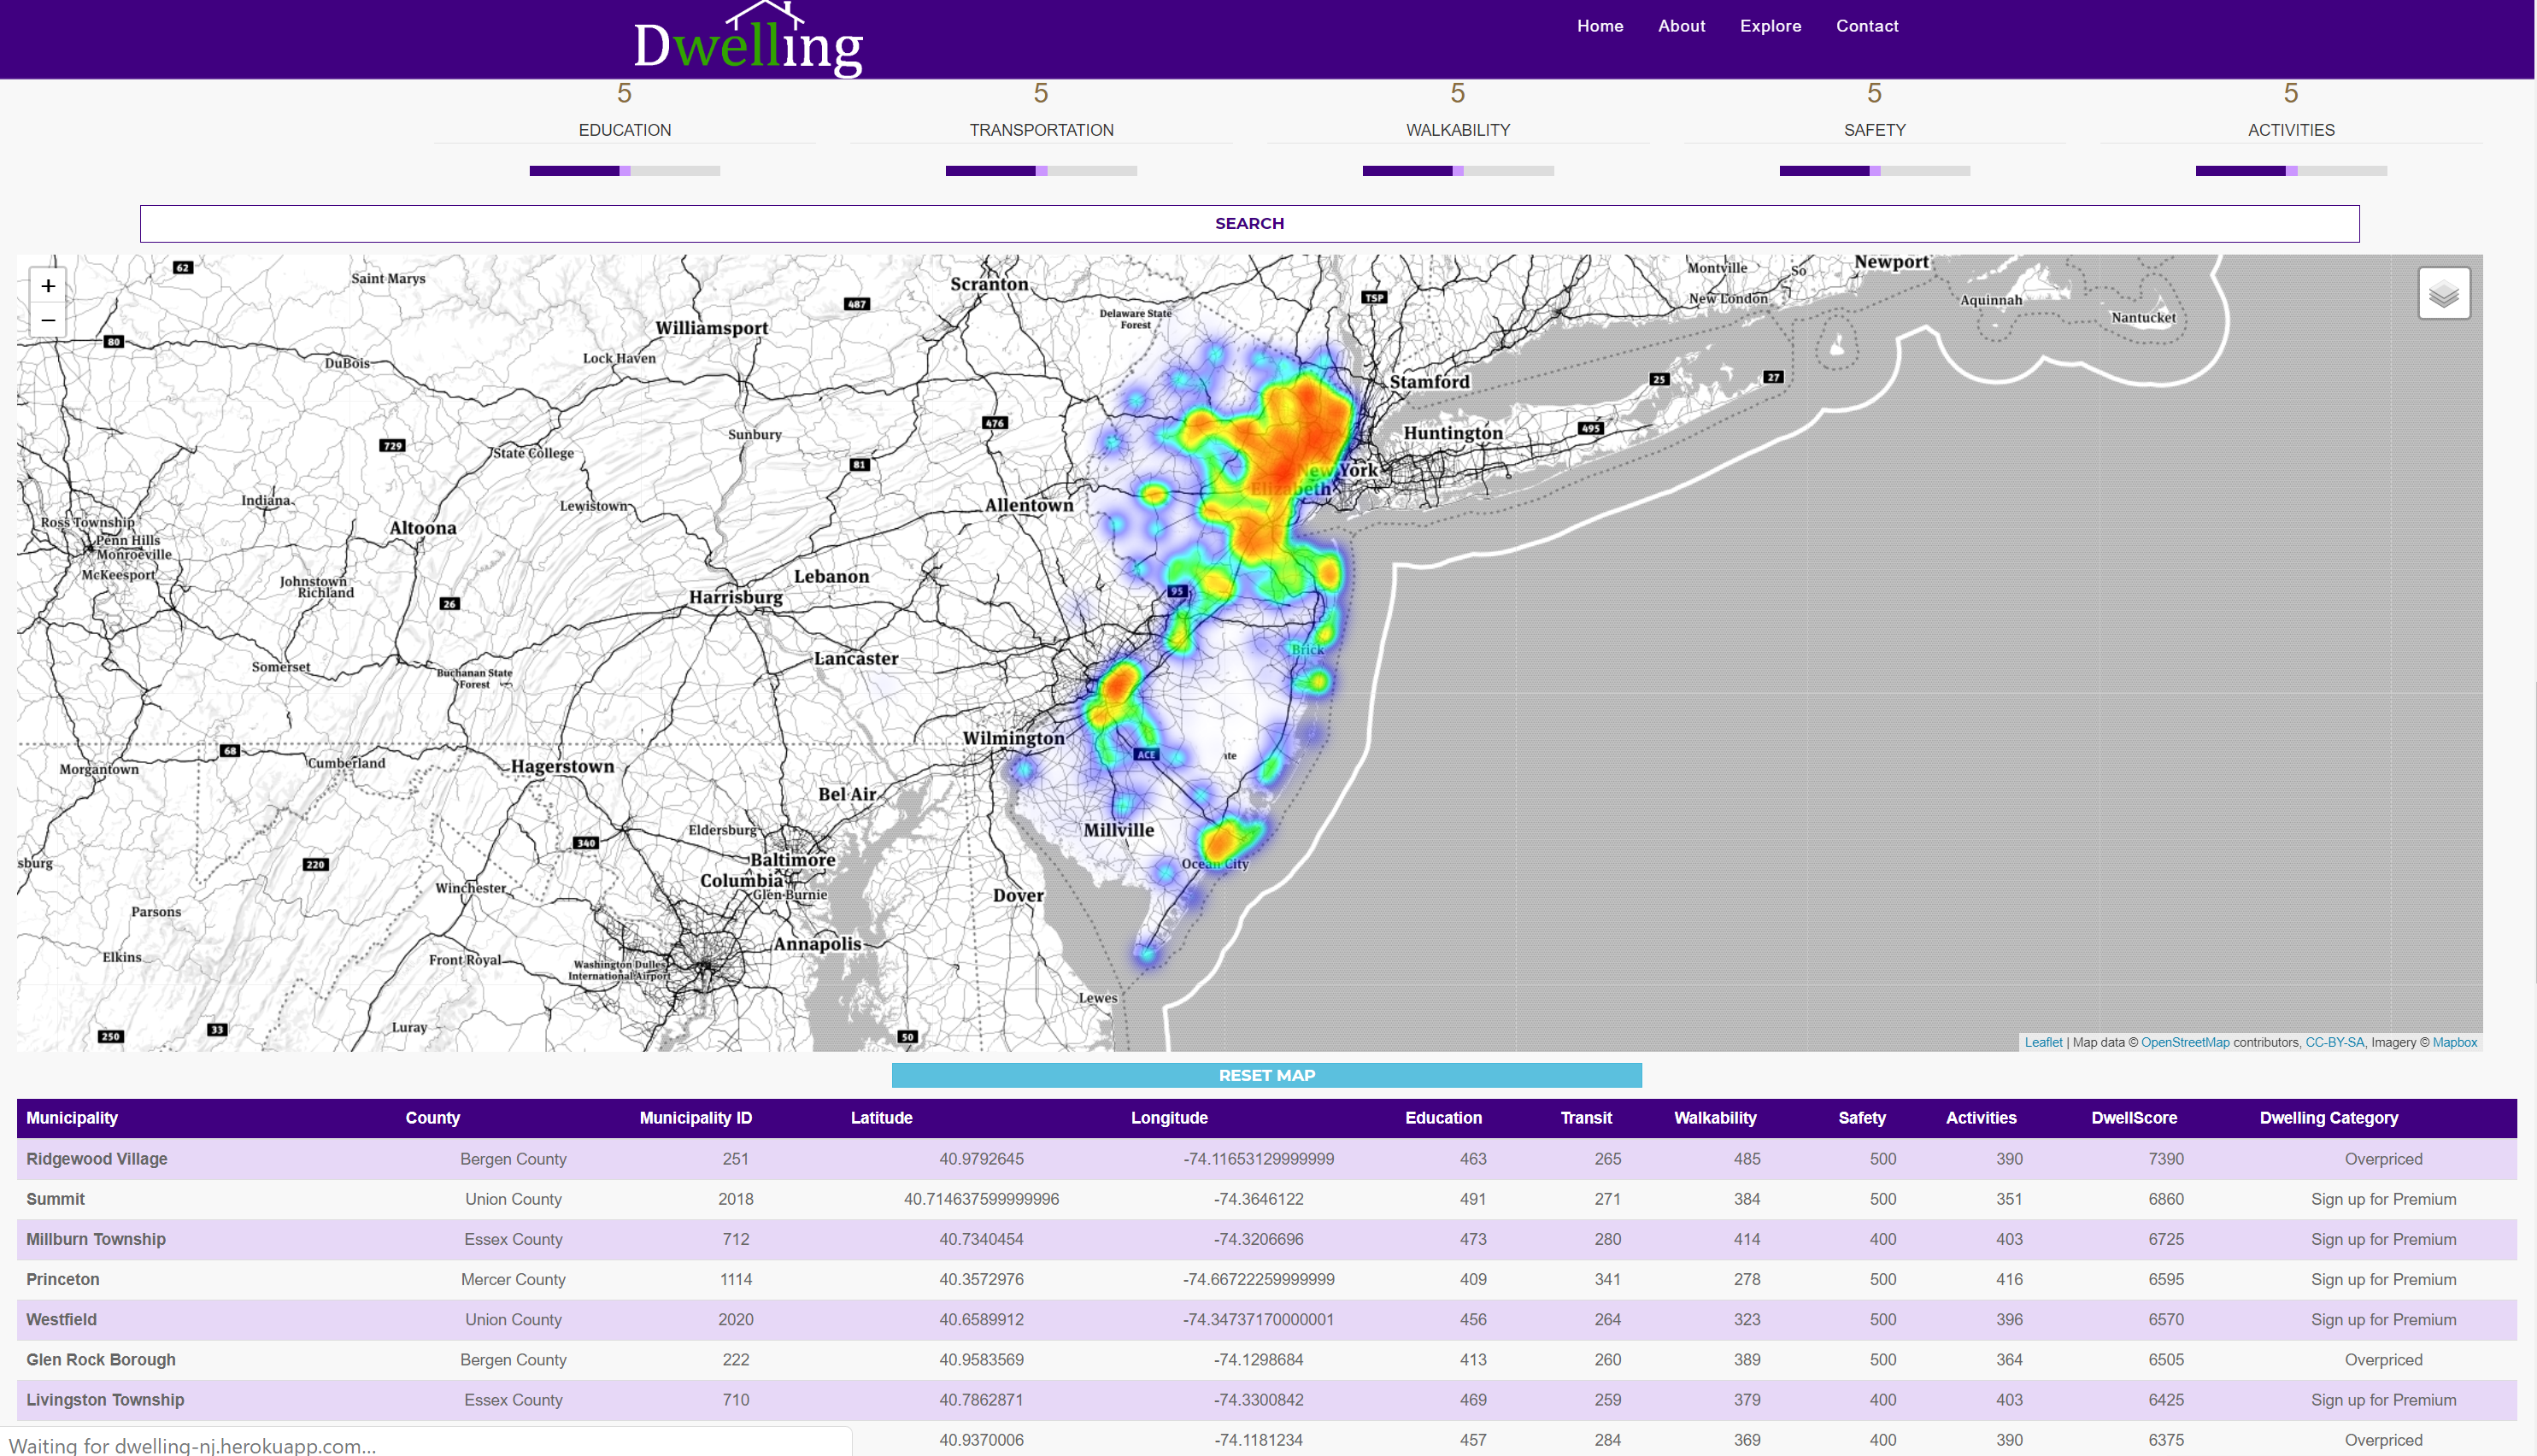 Dwelling
Home About Explore Contact
5 5 5 5 5
EDUCATION TRANSPORTATION WALKABILITY SAFETY ACTIVITIES
SEARCH
+
−
62
Saint Marys
Scranton
Montville
So
Newport
487
TSP
New London
Aquinnah
Nantucket
Delaware State
Forest
Williamsport
80
DuBois
Lock Haven
Stamford
25
27
476
Sunbury
Huntington
495
729
State College
81
New York
Elizabeth
Indiana
Lewistown
Allentown
Ross Township
Penn Hills
Monroeville
Altoona
McKeesport
Johnstown
Richland
Lebanon
Harrisburg
95
26
Brick
Somerset
Buchanan State
Forest
Lancaster
Wilmington
68
ACE
ate
Morgantown
Cumberland
Hagerstown
Bel Air
Eldersburg
Millville
340
sburg
220
Baltimore
Columbia
Glen Burnie
Ocean City
Winchester
Dover
Parsons
Annapolis
Elkins
Front Royal
Washington Dulles
International Airport
Lewes
250
33
Luray
50
Leaflet | Map data © OpenStreetMap contributors, CC-BY-SA, Imagery © Mapbox
RESET MAP
Municipality County Municipality ID Latitude Longitude Education Transit Walkability Safety Activities DwellScore Dwelling Category
Ridgewood Village Bergen County 251 40.9792645 -74.11653129999999 463 265 485 500 390 7390 Overpriced
Summit Union County 2018 40.714637599999996 -74.3646122 491 271 384 500 351 6860 Sign up for Premium
Millburn Township Essex County 712 40.7340454 -74.3206696 473 280 414 400 403 6725 Sign up for Premium
Princeton Mercer County 1114 40.3572976 -74.66722259999999 409 341 278 500 416 6595 Sign up for Premium
Westfield Union County 2020 40.6589912 -74.34737170000001 456 264 323 500 396 6570 Sign up for Premium
Glen Rock Borough Bergen County 222 40.9583569 -74.1298684 413 260 389 500 364 6505 Overpriced
Livingston Township Essex County 710 40.7862871 -74.3300842 469 259 379 400 403 6425 Sign up for Premium
40.9370006 -74.1181234 457 284 369 400 390 6375 Overpriced
Waiting for dwelling-nj.herokuapp.com...